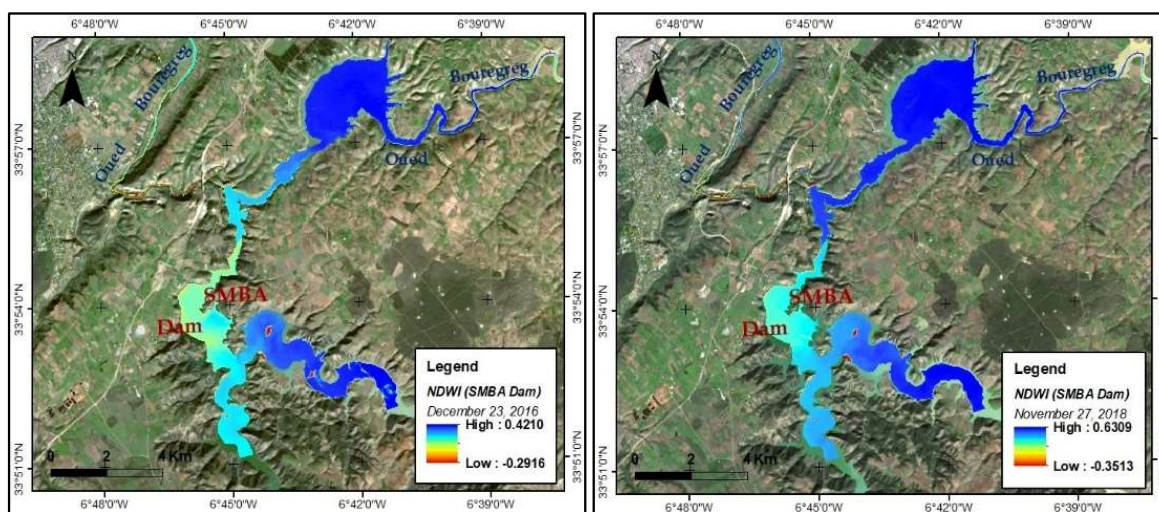 6°48'0"W 6°45'0"W 6°42'0"W 6°39'0"W
N
Bouregreg
Bouregreg
Oued
Oued
33°57'0"N
33°54'0"N
33°51'0"N
33°57'0"N
33°54'0"N
33°51'0"N
SMBA
Dam
Legend
NDWI (SMBA Dam)
December 23, 2016
High : 0.4210
Low : -0.2916
0 2 4 Km
6°48'0"W 6°45'0"W 6°42'0"W 6°39'0"W
6°48'0"W 6°45'0"W 6°42'0"W 6°39'0"W
N
Bouregreg
Bouregreg
Oued
Oued
33°57'0"N
33°54'0"N
33°51'0"N
33°57'0"N
33°54'0"N
33°51'0"N
SMBA
Dam
Legend
NDWI (SMBA Dam)
November 27, 2018
High : 0.6309
Low : -0.3513
0 2 4 Km
6°48'0"W 6°45'0"W 6°42'0"W 6°39'0"W